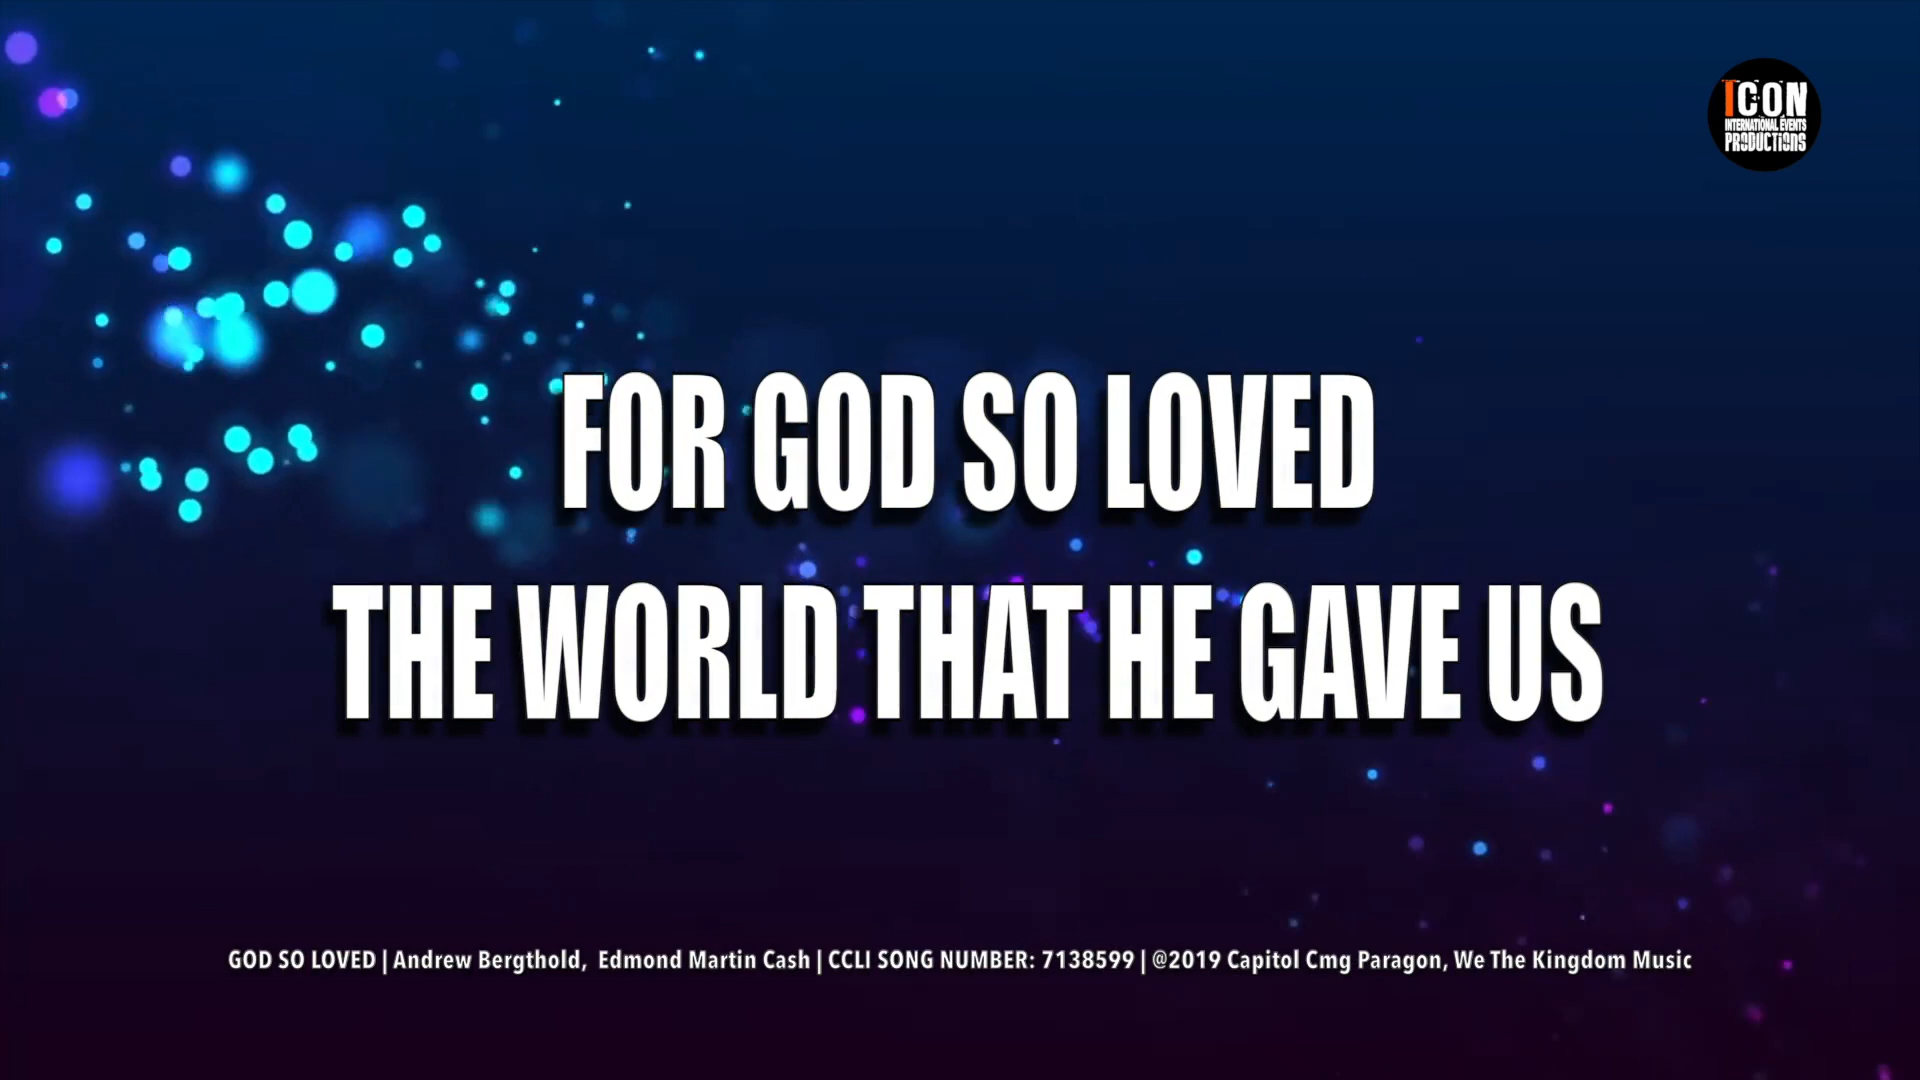 ICON
INTERNATIONAL EVENTS
PRODUCTIONS
FOR GOD SO LOVED
THE WORLD THAT HE GAVE US
GOD SO LOVED | Andrew Bergthold, Edmond Martin Cash | CCLI SONG NUMBER: 7138599 | @2019 Capitol Cmg Paragon, We The Kingdom Music